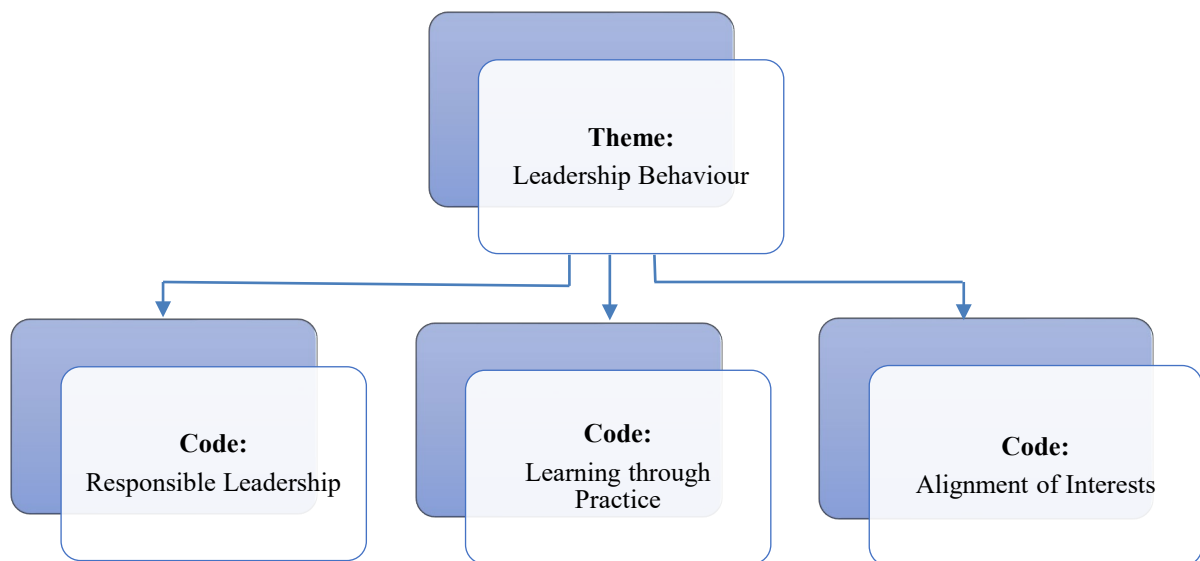 Theme:
Leadership Behaviour
Code:
Responsible Leadership
Code:
Learning through
Practice
Code:
Alignment of Interests